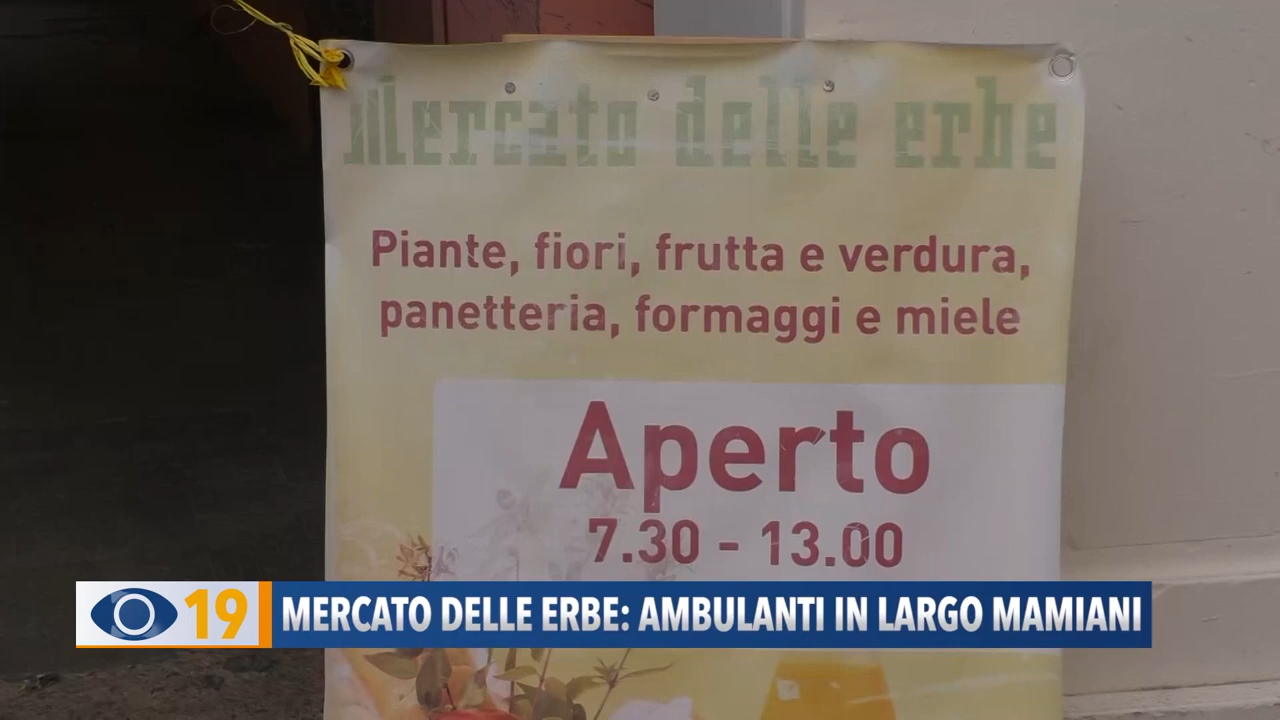 Mercato delle erbe
Piante, fiori, frutta e verdura,
panetteria, formaggi e miele
Aperto
7.30 - 13.00
19
MERCATO DELLE ERBE: AMBULANTI IN LARGO MAMIANI